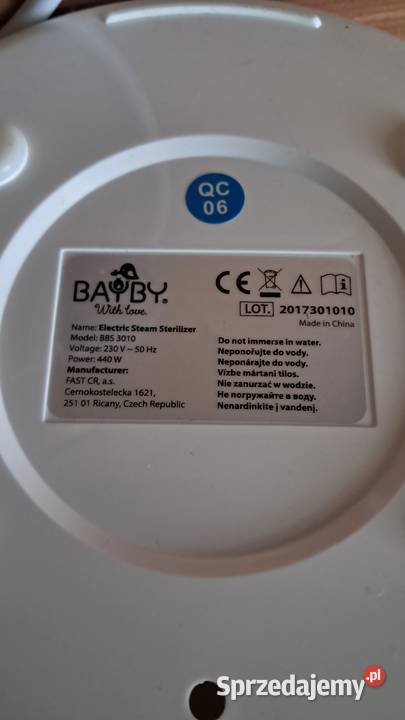 QC
06
BAYBY®
With love.
Name: Electric Steam Sterilizer
Model: BBS 3010
Voltage: 230 V ~ 50 Hz
Power: 440 W
Manufacturer:
FAST CR, a.s.
Cernokostelecka 1621,
251 01 Ricany, Czech Republic
CE
LOT. 2017301010
Made in China
Do not immerse in water.
Neponořujte do vody.
Neponárajte do vody.
Vízbe mártani tilos.
Nie zanurzać w wodzie.
Не погружайте в воду.
Nenardinkite į vandenį.
Sprzedajemy.pl